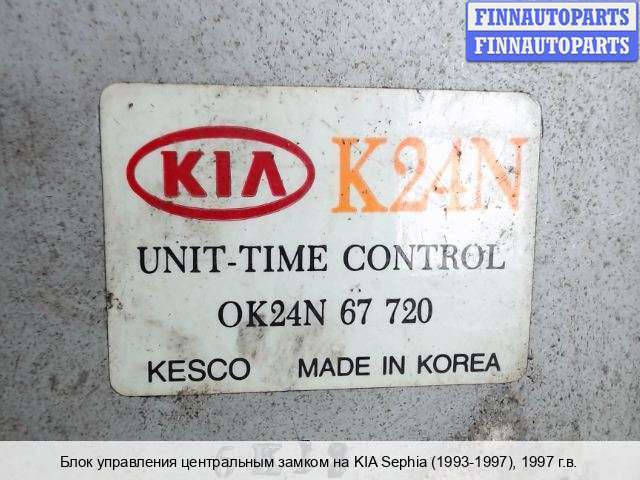 FINNAUTOPARTS
FINNAUTOPARTS
KIA K24N
UNIT-TIME CONTROL
OK24N 67 720
KESCO MADE IN KOREA
Блок управления центральным замком на KIA Sephia (1993-1997), 1997 г.в.